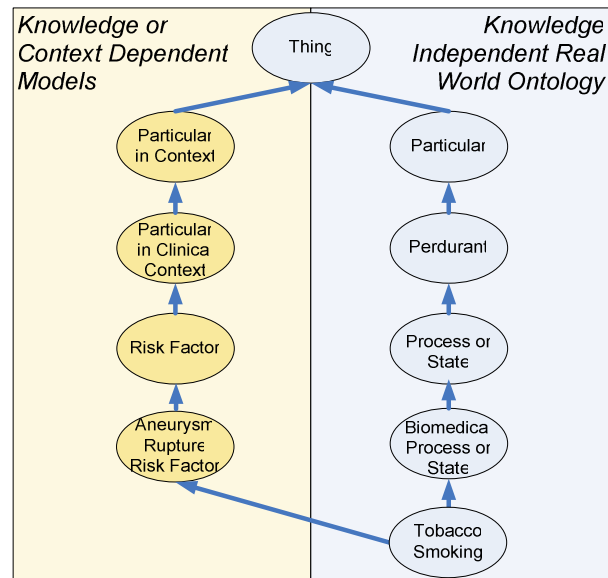 Knowledge or
Context Dependent
Models
Knowledge
Independent Real
World Ontology
Thing
Particular
in Context
Particular
Particular
in Clinical
Context
Perdurant
Risk Factor
Process or
State
Aneurysm
Rupture
Risk Factor
Biomedical
Process or
State
Tobacco
Smoking